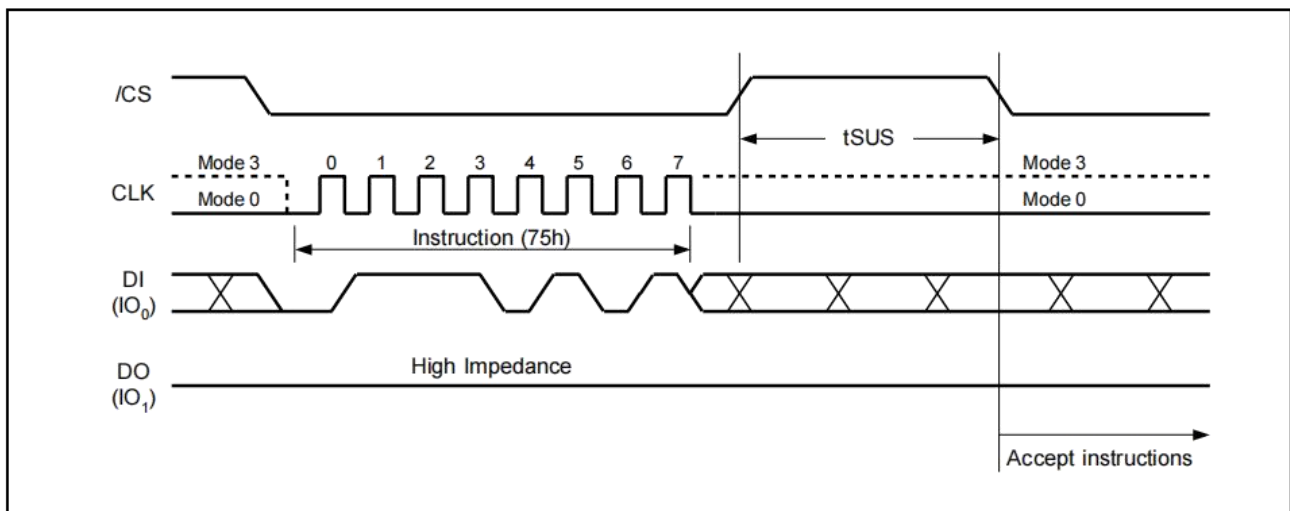 /CS
tSUS
Mode 3 0 1 2 3 4 5 6 7 Mode 3
CLK
Mode 0 Mode 0
Instruction (75h)
DI
(IO₀)
High Impedance
DO
(IO₁)
Accept instructions